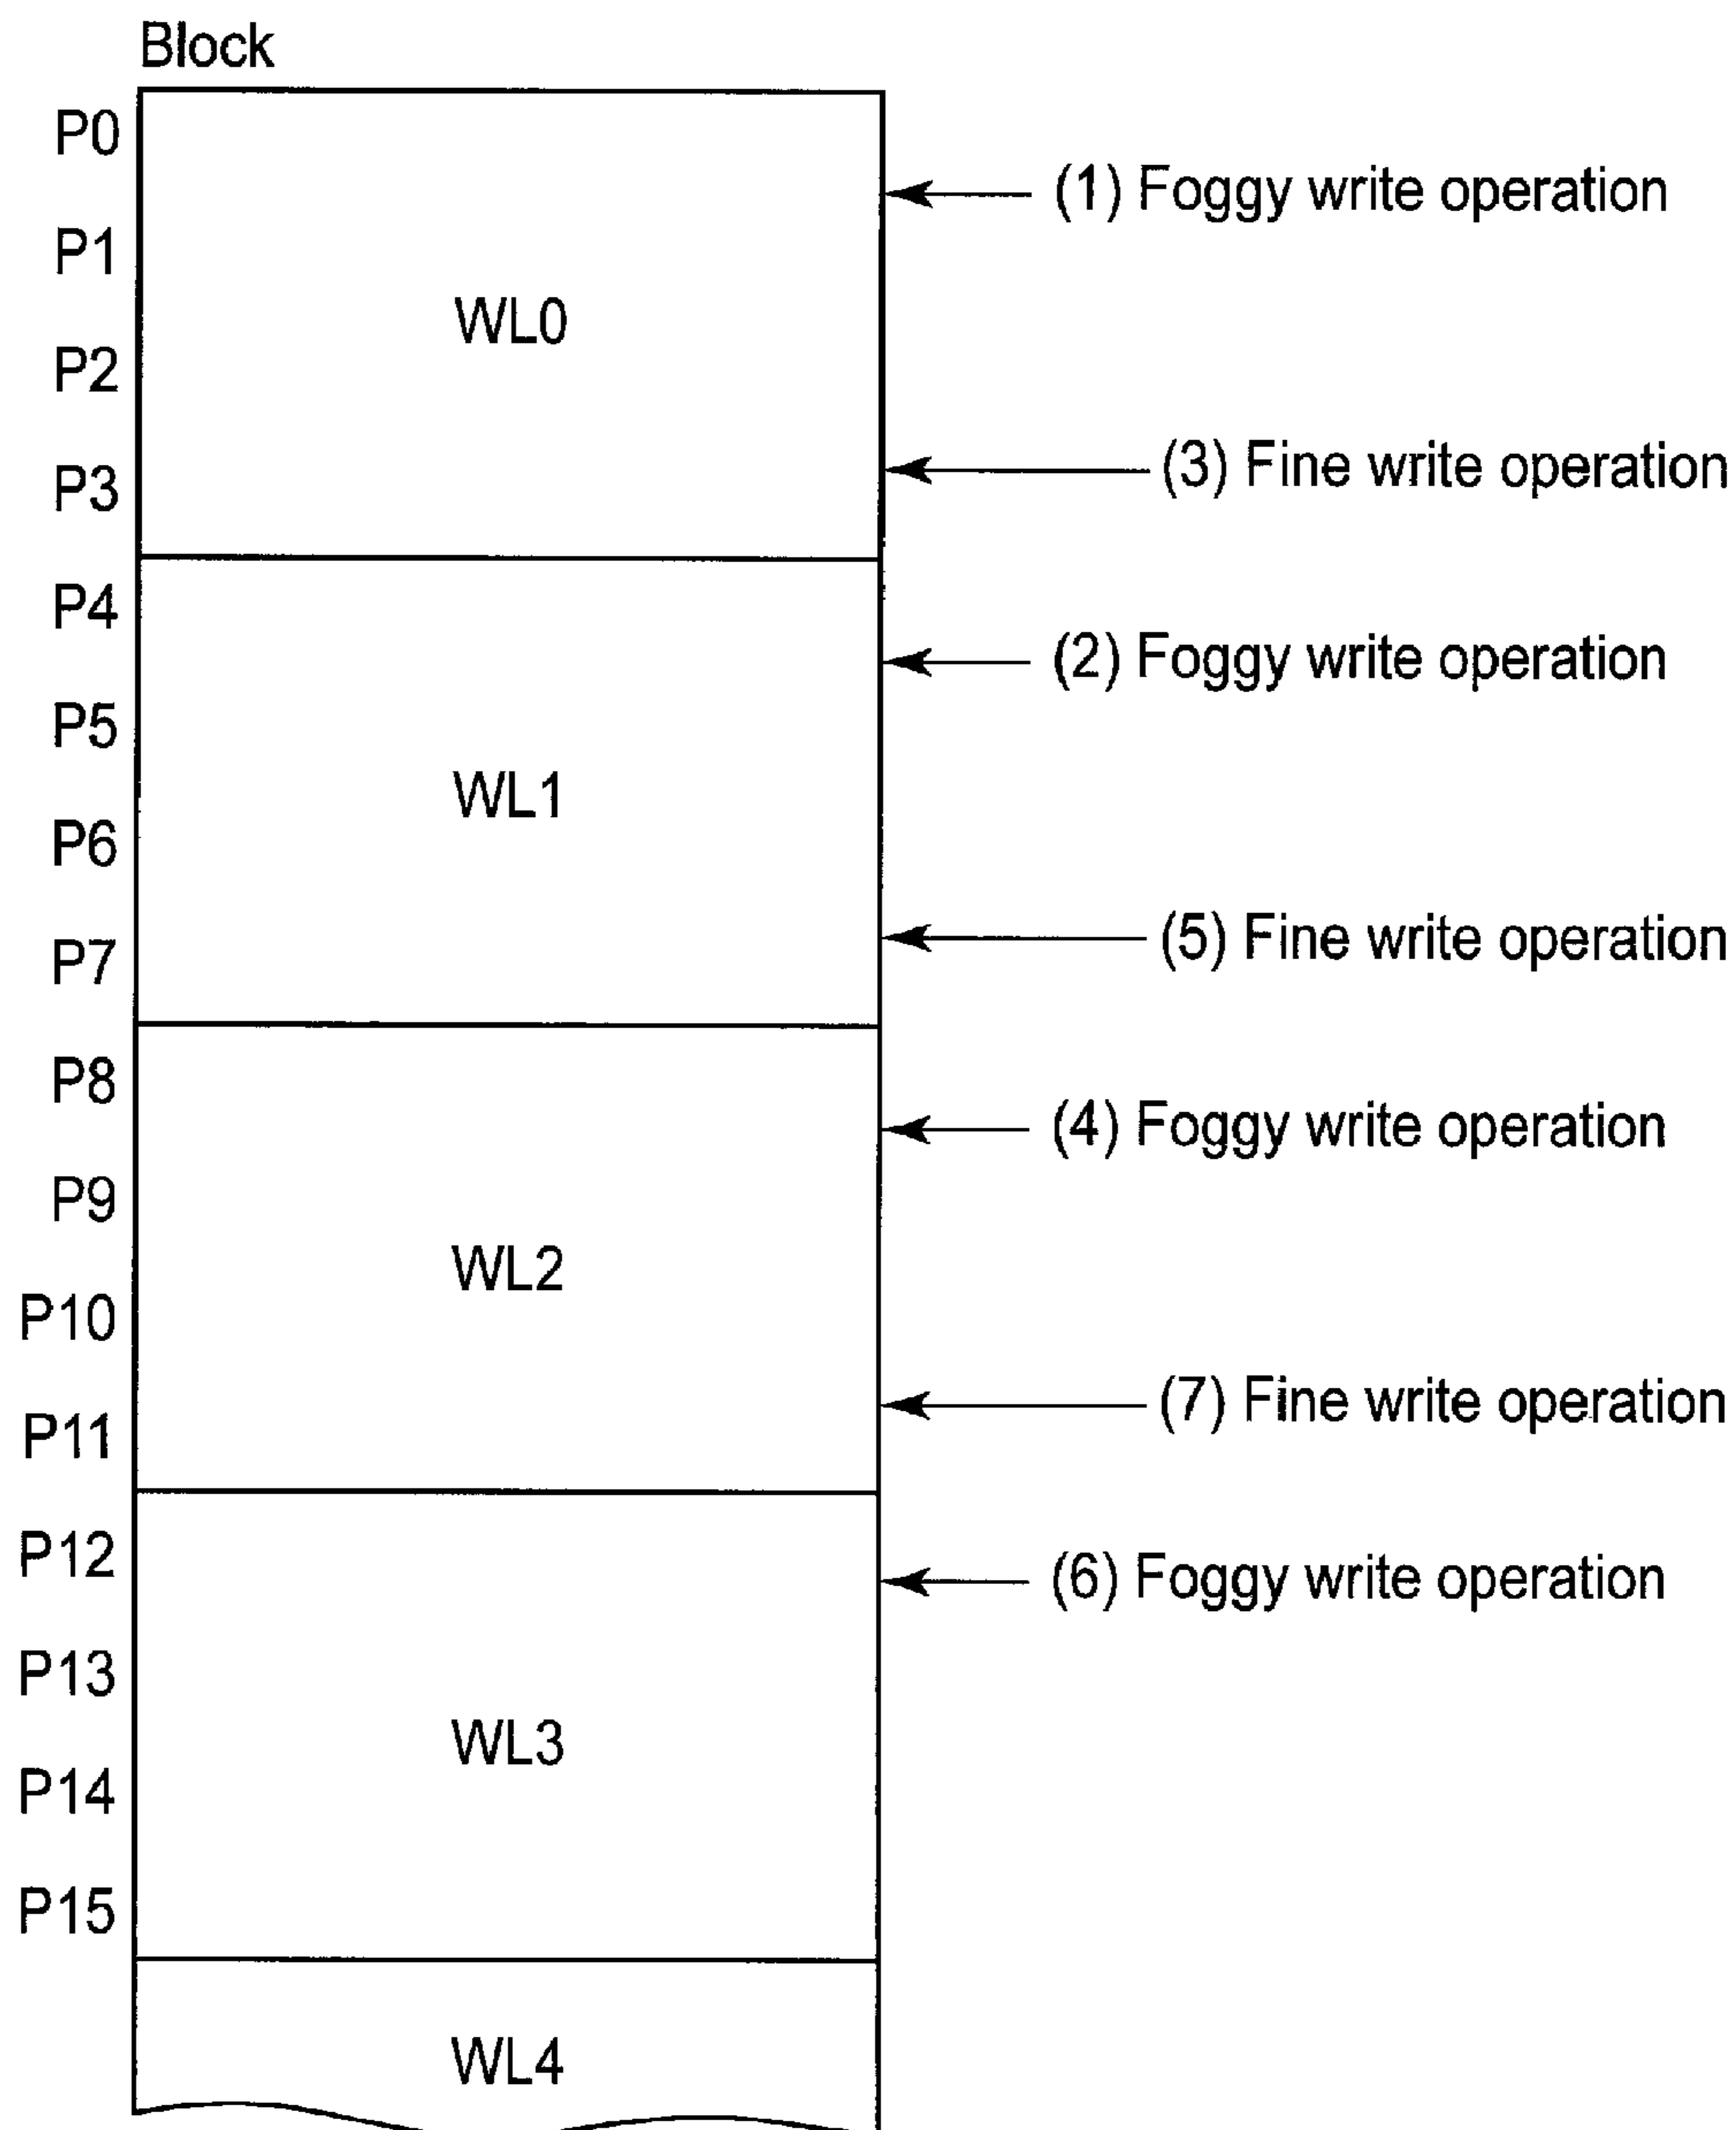 Block
P0
(1) Foggy write operation
P1
WL0
P2
(3) Fine write operation
P3
P4
(2) Foggy write operation
P5
WL1
P6
(5) Fine write operation
P7
P8
(4) Foggy write operation
P9
WL2
P10
(7) Fine write operation
P11
P12
(6) Foggy write operation
P13
WL3
P14
P15
WL4